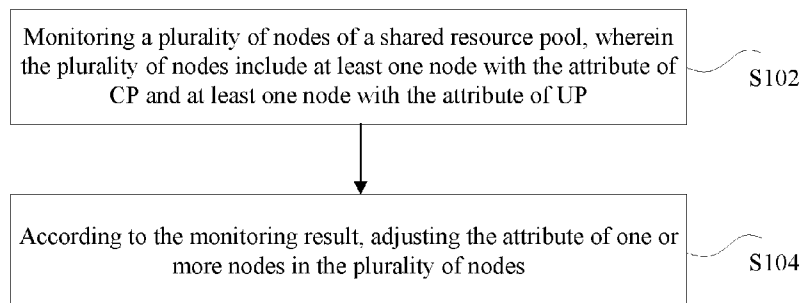 Monitoring a plurality of nodes of a shared resource pool, wherein
the plurality of nodes include at least one node with the attribute of
CP and at least one node with the attribute of UP
S102
According to the monitoring result, adjusting the attribute of one or
more nodes in the plurality of nodes
S104